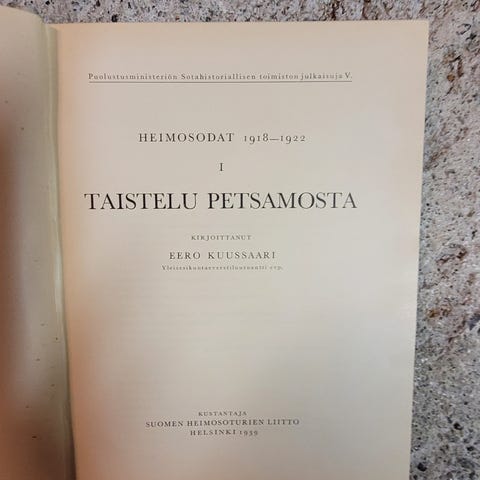 Puolustusministeriön Sotahistoriallisen toimiston julkaisuja V.
HEIMOSODAT 1918—1922
I
TAISTELU PETSAMOSTA
KIRJOITTANUT
EERO KUUSSAARI
Yleisesikuntaeverstiluutnantti evp.
KUSTANTAJA
SUOMEN HEIMOSOTURIEN LIITTO
HELSINKI 1939